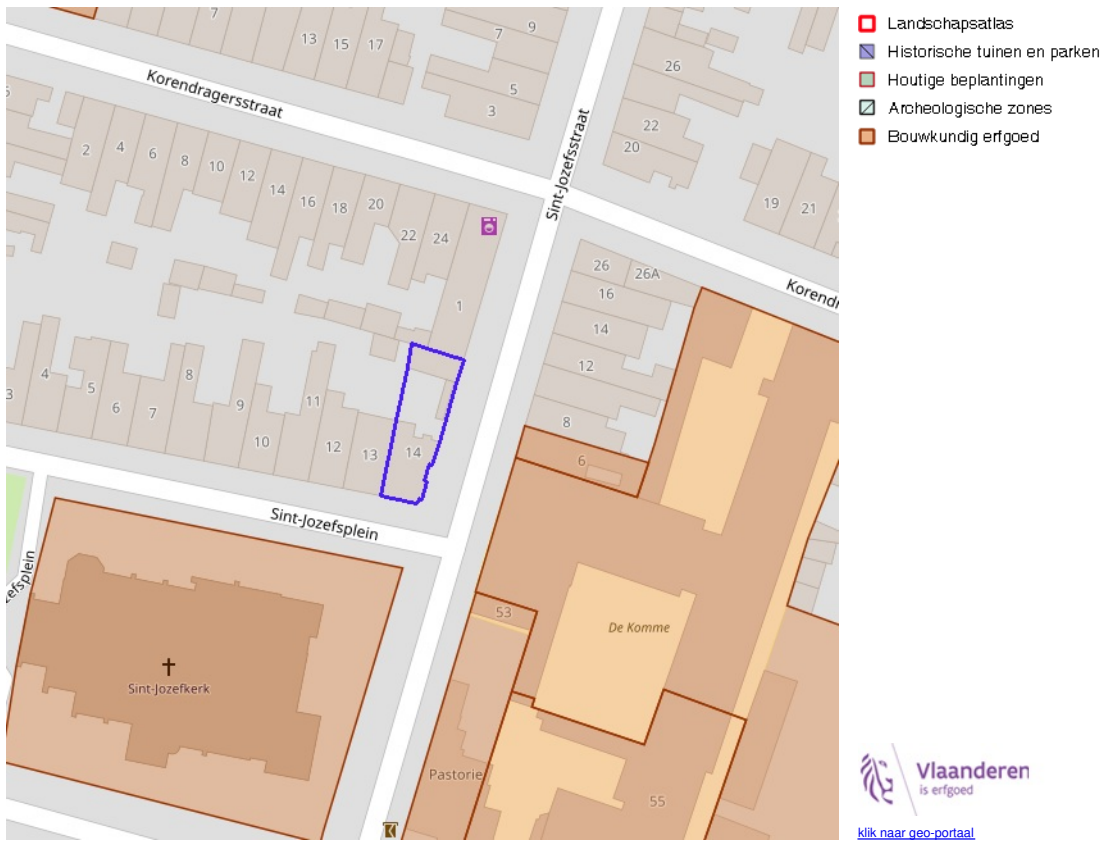 7
13
15
17
7
9
5
3
26
22
20
19
21
Korendragersstraat
Sint-Jozefsstraat
2
4
6
8
10
12
14
16
18
20
22
24
1
26
26A
16
14
12
8
6
Korendr
3
4
5
6
7
8
9
10
11
12
13
14
Sint-Jozefsplein
zefsplein
Sint-Jozefkerk
53
De Komme
Pastorie
55
Landschapsatlas
Historische tuinen en parken
Houtige beplantingen
Archeologische zones
Bouwkundig erfgoed
Vlaanderen
is erfgoed
klik naar geo-portaal